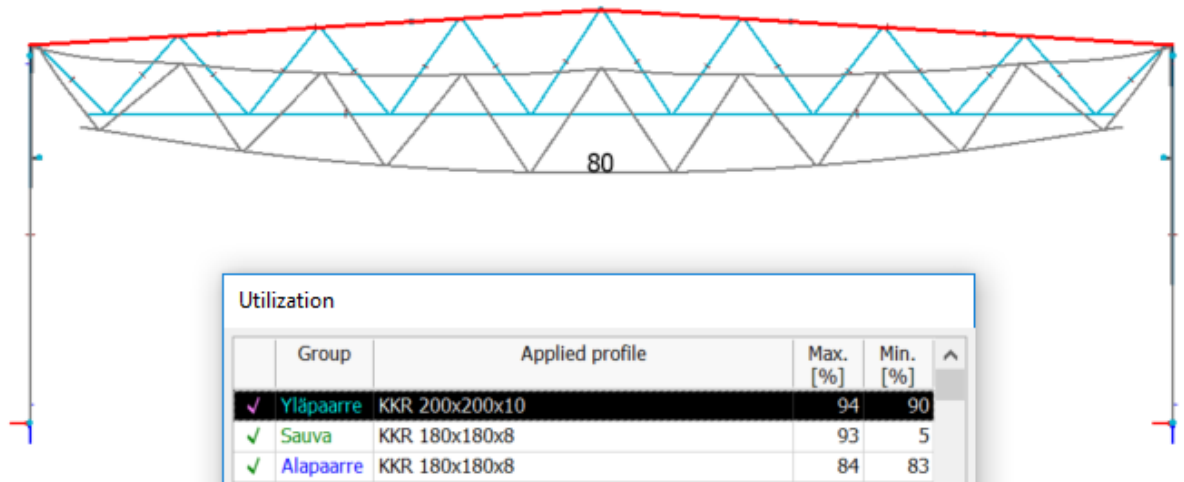 80
Utilization
Group Applied profile Max. [%] Min. [%]
√ Yläpaarre KKR 200x200x10 94 90
√ Sauva KKR 180x180x8 93 5
√ Alapaarre KKR 180x180x8 84 83